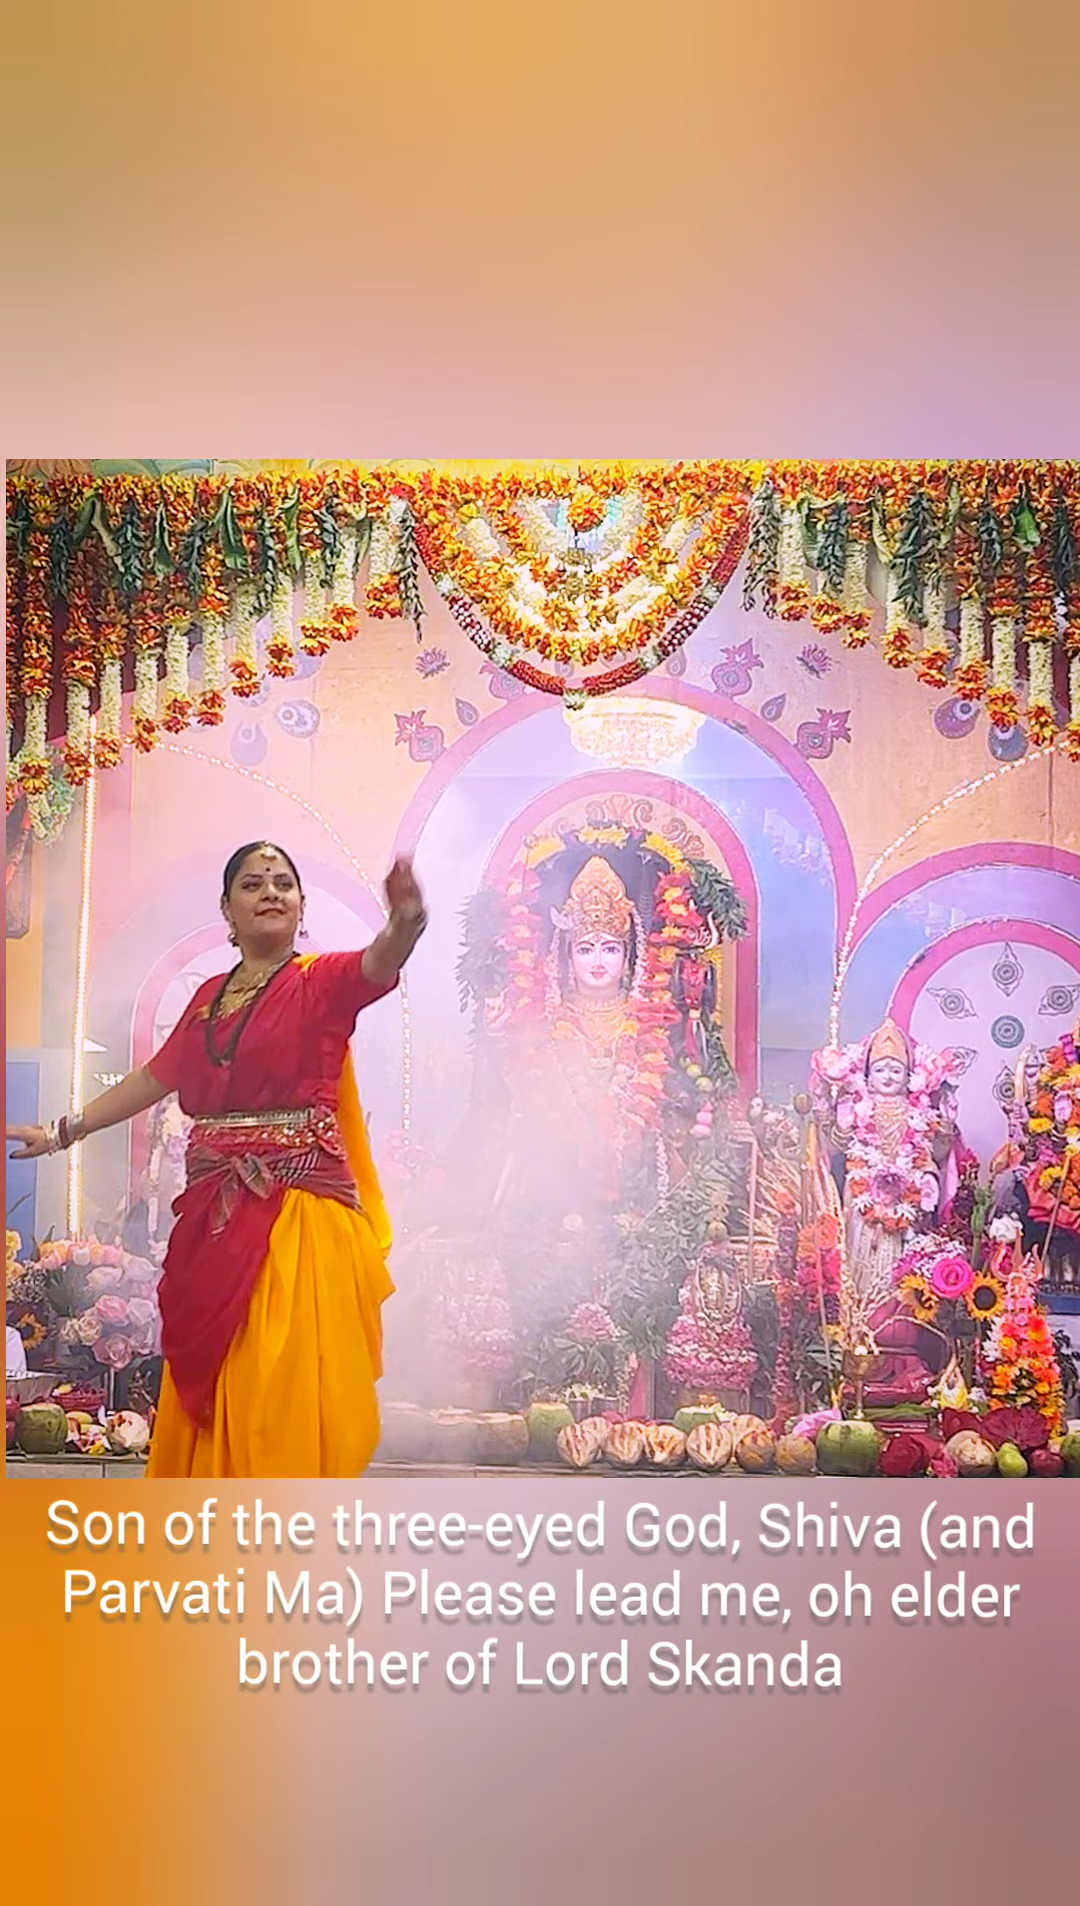 Son of the three-eyed God, Shiva (and
Parvati Ma) Please lead me, oh elder
brother of Lord Skanda